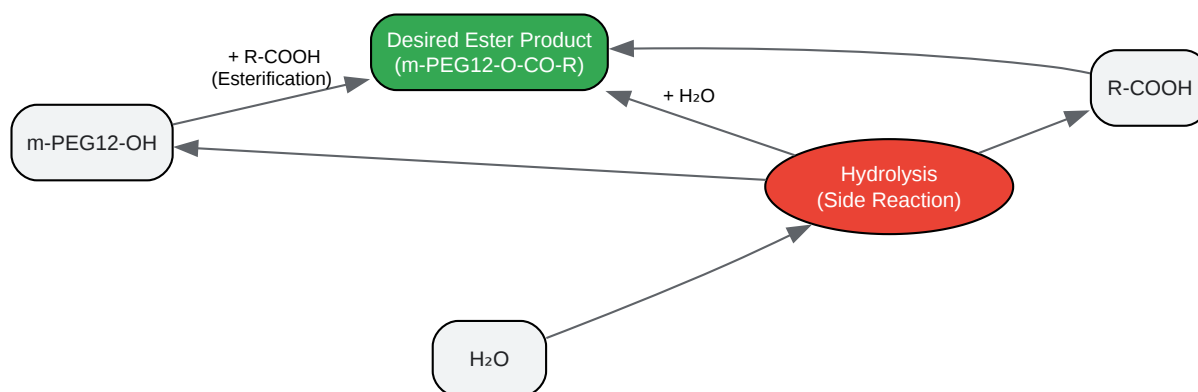 Desired Ester Product
(m-PEG12-O-CO-R)
+ R-COOH
(Esterification)
m-PEG12-OH
+ H₂O
R-COOH
Hydrolysis
(Side Reaction)
H₂O